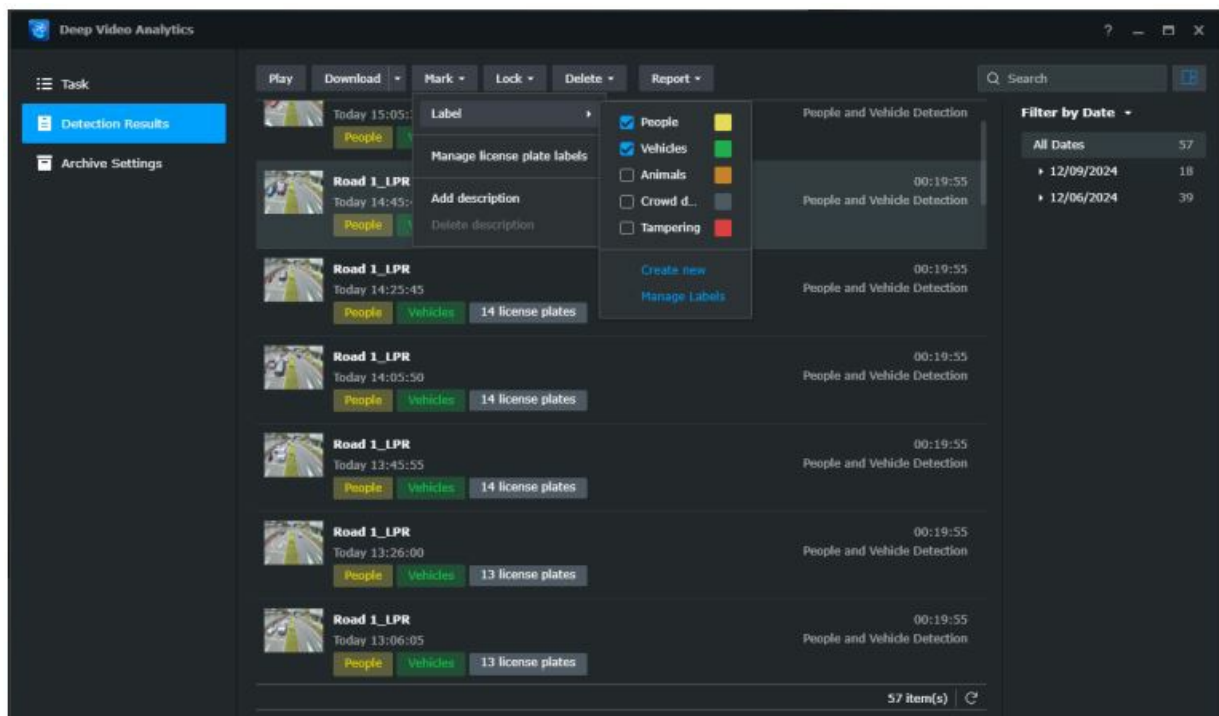 Deep Video Analytics
?
Task
Detection Results
Archive Settings
Play Download Mark Lock Delete Report
Search
Today 15:05:
People
People and Vehicle Detection
Road 1_LPR
00:19:55
Today 14:45:
People and Vehicle Detection
People
Label
Manage license plate labels
Add description
Delete description
People
Vehicles
Animals
Crowd d...
Tampering
Create new
Manage Labels
Road 1_LPR
00:19:55
Today 14:25:45
People and Vehicle Detection
People Vehicles 14 license plates
Road 1_LPR
00:19:55
Today 14:05:50
People and Vehicle Detection
People Vehicles 14 license plates
Road 1_LPR
00:19:55
Today 13:45:55
People and Vehicle Detection
People Vehicles 14 license plates
Road 1_LPR
00:19:55
Today 13:26:00
People and Vehicle Detection
People Vehicles 13 license plates
Road 1_LPR
00:19:55
Today 13:06:05
People and Vehicle Detection
People Vehicles 13 license plates
57 item(s)
Filter by Date
All Dates 57
12/09/2024 18
12/06/2024 39